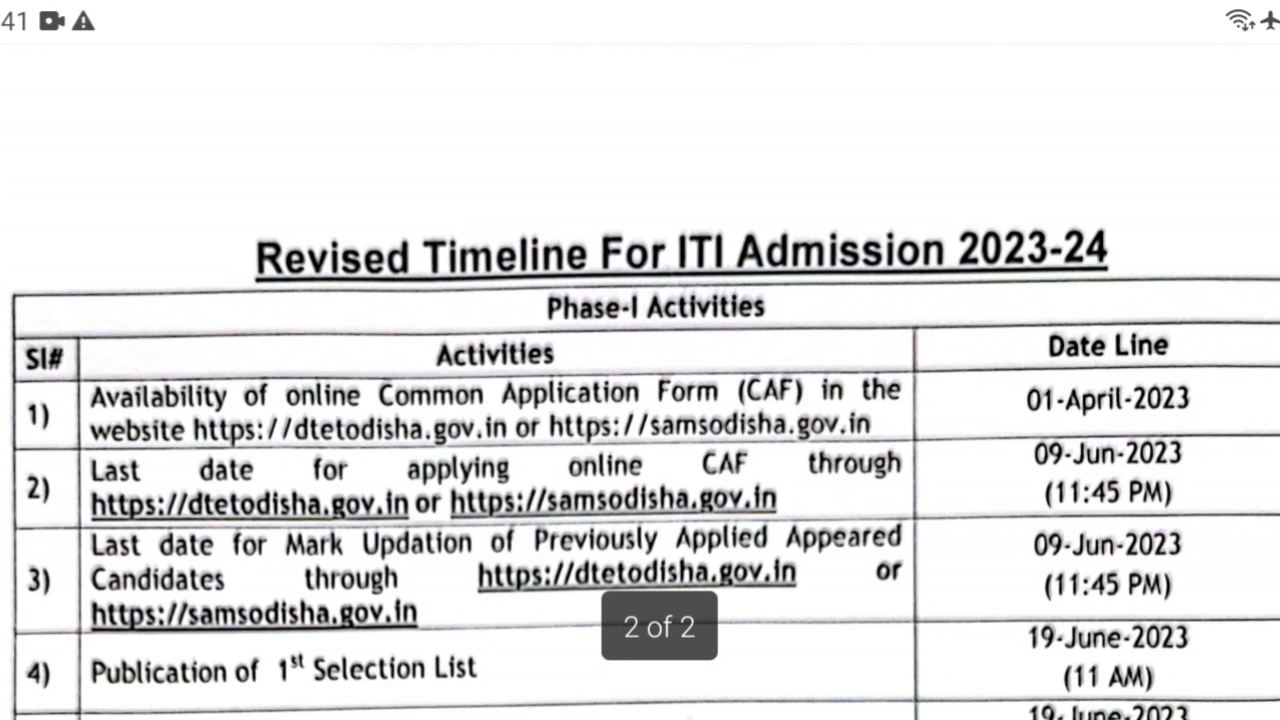 41
Revised Timeline For ITI Admission 2023-24
Phase-I Activities
Sl#
Activities
Date Line
1)
Availability of online Common Application Form (CAF) in the
website https://dtetodisha.gov.in or https://samsodisha.gov.in
01-April-2023
2)
Last date for applying online CAF through
https://dtetodisha.gov.in or https://samsodisha.gov.in
09-Jun-2023
(11:45 PM)
3)
Last date for Mark Updation of Previously Applied Appeared
Candidates through https://dtetodisha.gov.in or
https://samsodisha.gov.in
09-Jun-2023
(11:45 PM)
2 of 2
4)
Publication of 1st Selection List
19-June-2023
(11 AM)
19-June-2023